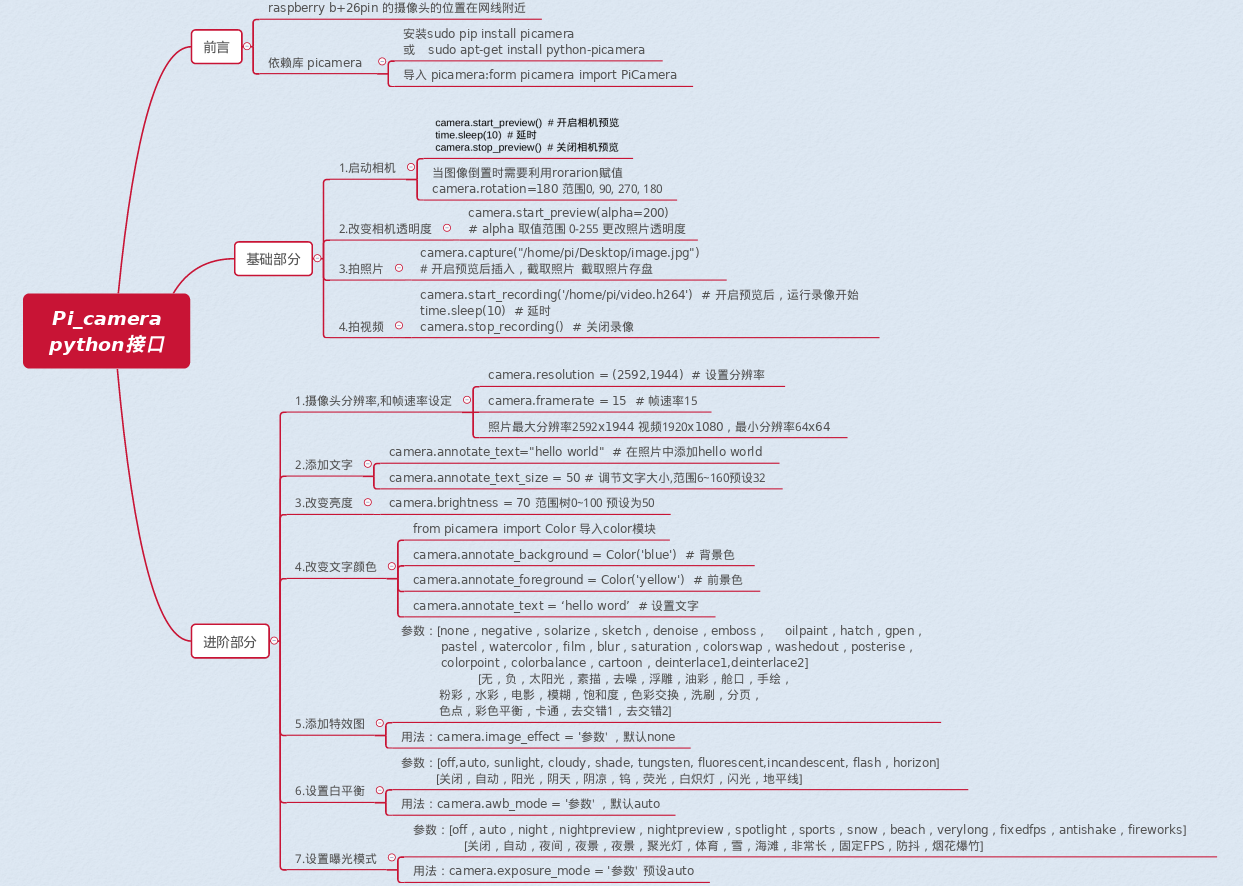 raspberry b+26pin 的摄像头的位置在网线附近
前言
安装sudo pip install picamera
或 sudo apt-get install python-picamera
依赖库 picamera
导入 picamera:form picamera import PiCamera
camera.start_preview() # 开启相机预览
time.sleep(10) # 延时
camera.stop_preview() # 关闭相机预览
1.启动相机
当图像倒置时需要利用rorarion赋值
camera.rotation=180 范围0, 90, 270, 180
camera.start_preview(alpha=200)
2.改变相机透明度
# alpha 取值范围 0-255 更改照片透明度
基础部分
camera.capture("/home/pi/Desktop/image.jpg")
3.拍照片
# 开启预览后插入，截取照片 截取照片存盘
camera.start_recording('/home/pi/video.h264') # 开启预览后，运行录像开始
time.sleep(10) # 延时
4.拍视频
camera.stop_recording() # 关闭录像
Pi_camera
python接口
camera.resolution = (2592,1944) # 设置分辨率
1.摄像头分辨率,和帧速率设定
camera.framerate = 15 # 帧速率15
照片最大分辨率2592x1944 视频1920x1080，最小分辨率64x64
camera.annotate_text="hello world" # 在照片中添加hello world
2.添加文字
camera.annotate_text_size = 50 # 调节文字大小,范围6~160预设32
3.改变亮度
camera.brightness = 70 范围树0~100 预设为50
from picamera import Color 导入color模块
camera.annotate_background = Color('blue') # 背景色
4.改变文字颜色
camera.annotate_foreground = Color('yellow') # 前景色
camera.annotate_text = ‘hello word’ # 设置文字
进阶部分
参数：[none，negative，solarize，sketch，denoise，emboss， oilpaint，hatch，gpen，
pastel，watercolor，film，blur，saturation，colorswap，washedout，posterise，
colorpoint，colorbalance，cartoon，deinterlace1,deinterlace2]
[无，负，太阳光，素描，去噪，浮雕，油彩，舱口，手绘，
粉彩，水彩，电影，模糊，饱和度，色彩交换，洗刷，分页，
色点，彩色平衡，卡通，去交错1，去交错2]
5.添加特效图
用法：camera.image_effect = '参数' ，默认none
参数：[off,auto, sunlight, cloudy, shade, tungsten, fluorescent,incandescent, flash，horizon]
[关闭，自动，阳光，阴天，阴凉，钨，荧光，白炽灯，闪光，地平线]
6.设置白平衡
用法：camera.awb_mode = '参数' ，默认auto
参数：[off，auto，night，nightpreview，nightpreview，spotlight，sports，snow，beach，verylong，fixedfps，antishake，fireworks]
[关闭，自动，夜间，夜景，夜景，聚光灯，体育，雪，海滩，非常长，固定FPS，防抖，烟花爆竹]
7.设置曝光模式
用法：camera.exposure_mode = '参数' 预设auto